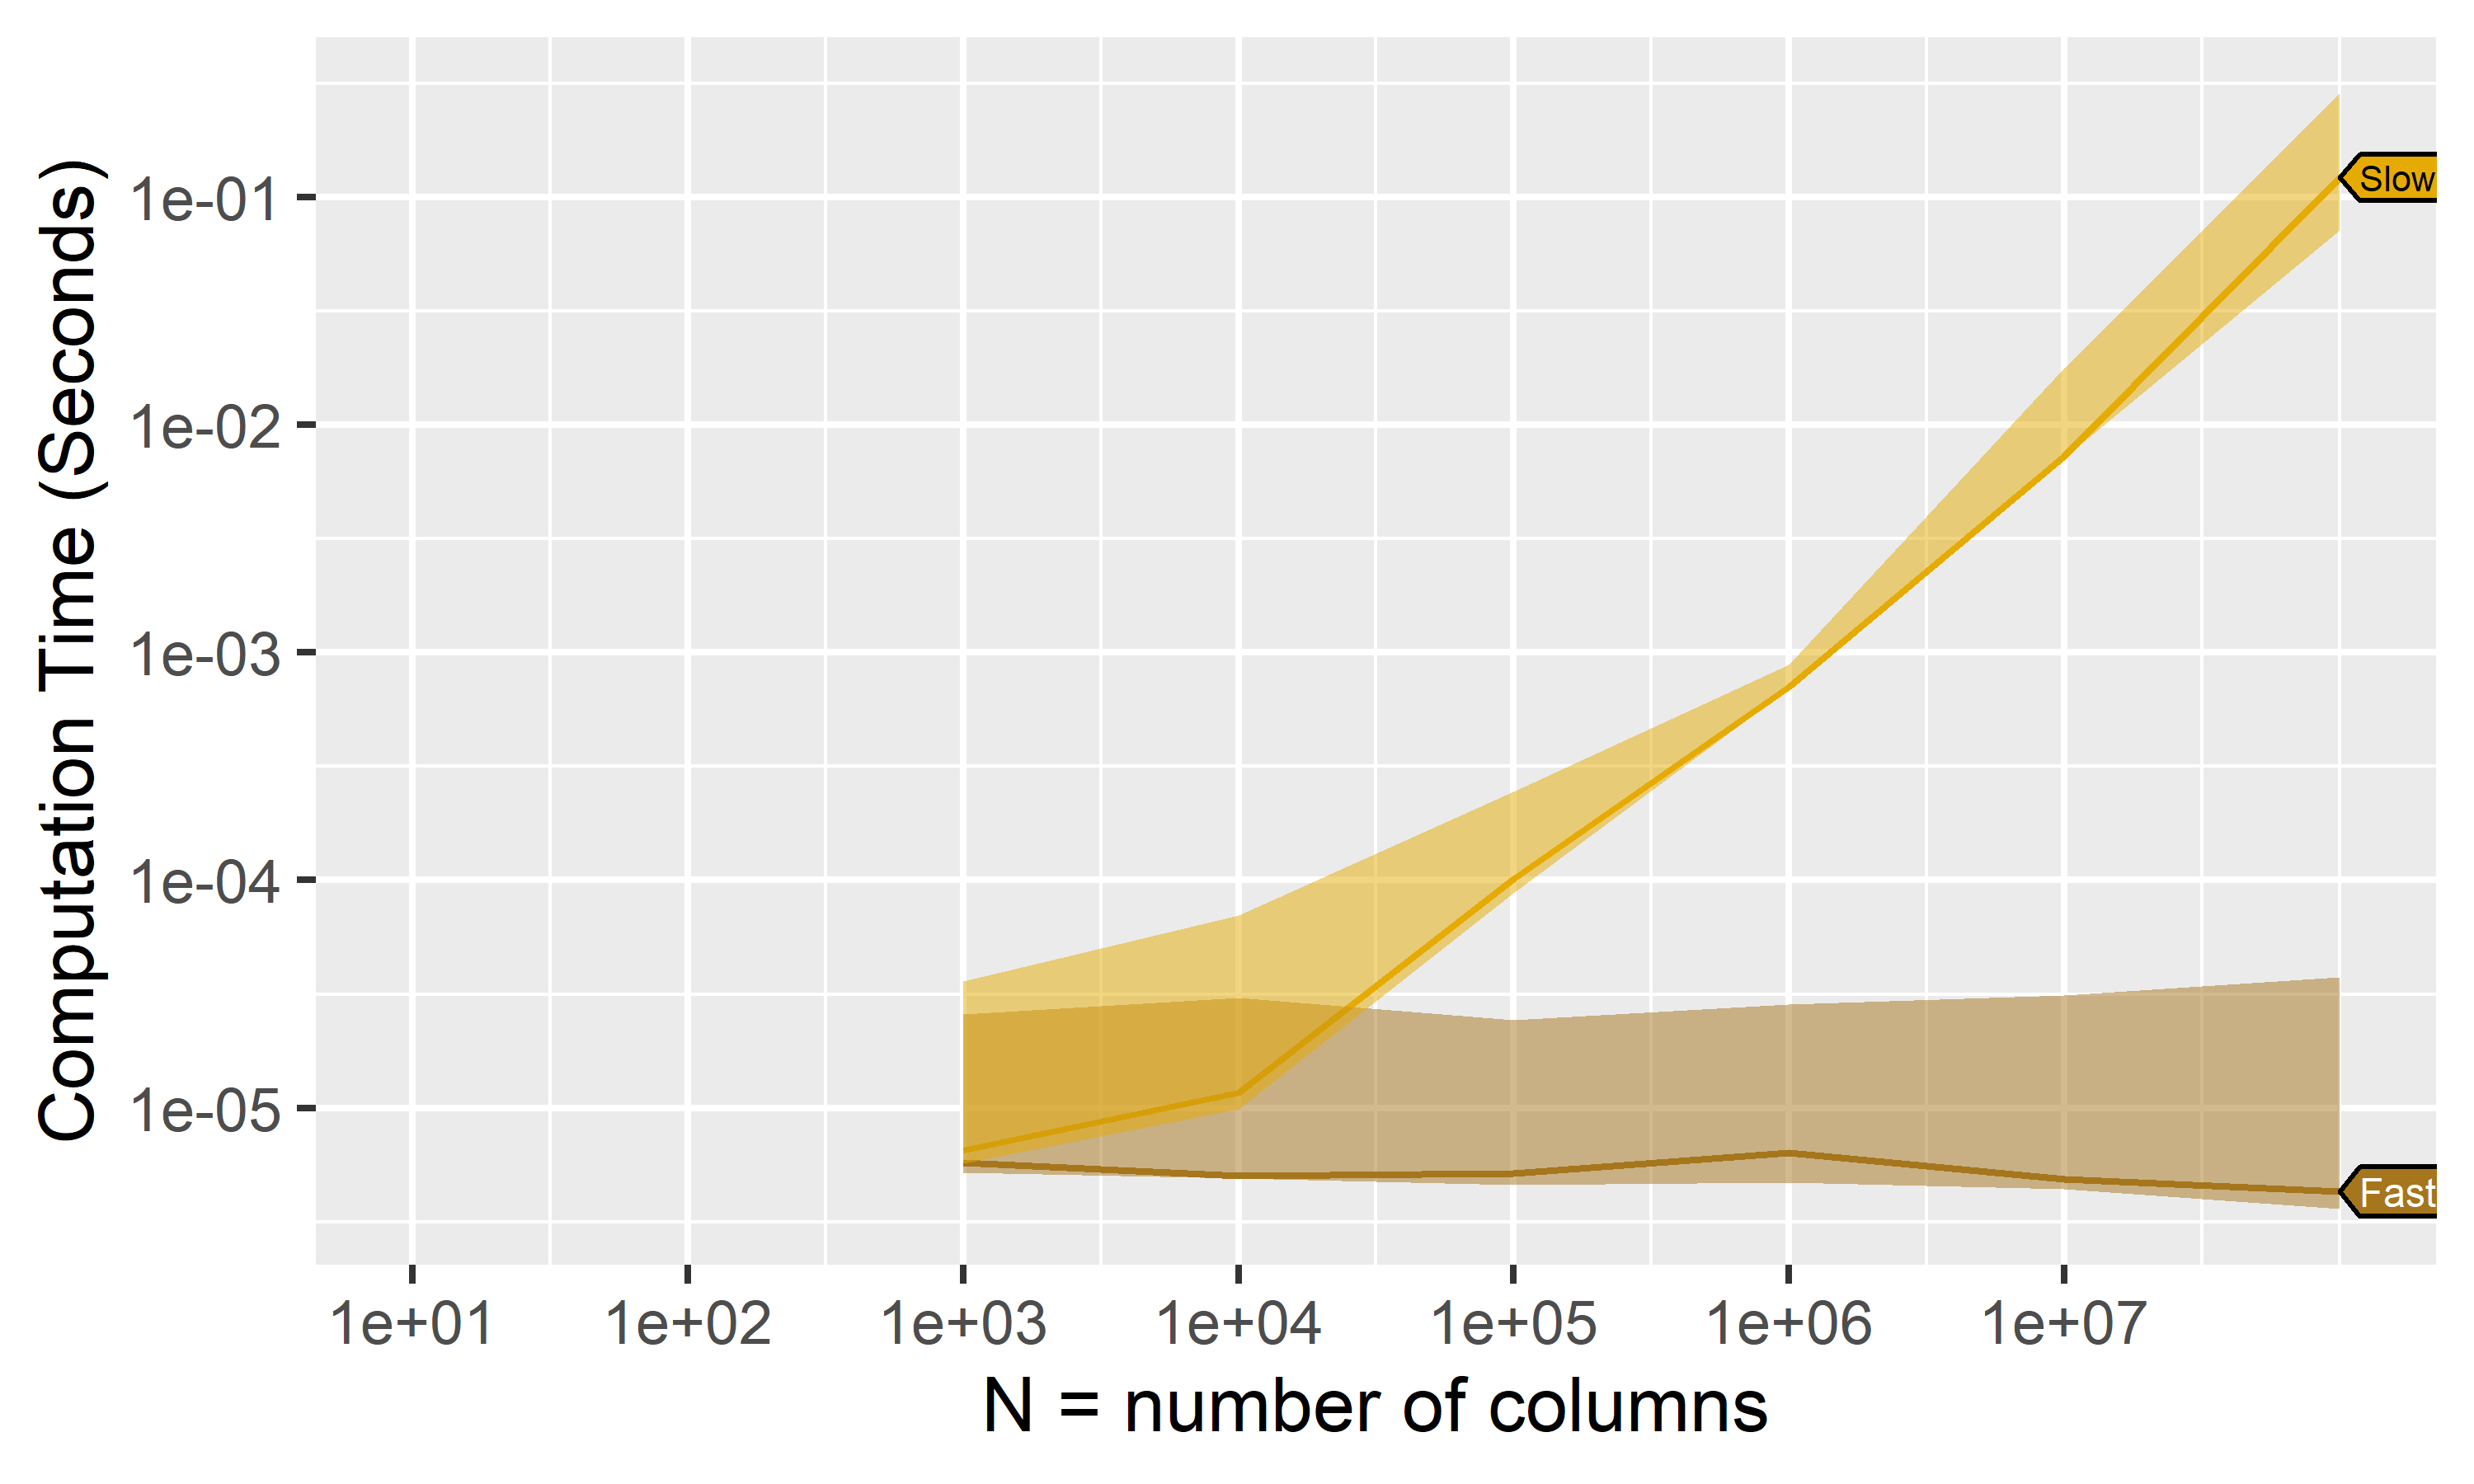 Computation Time (Seconds)
1e-01
1e-02
1e-03
1e-04
1e-05
Slow
Fast
1e+01 1e+02 1e+03 1e+04 1e+05 1e+06 1e+07
N = number of columns